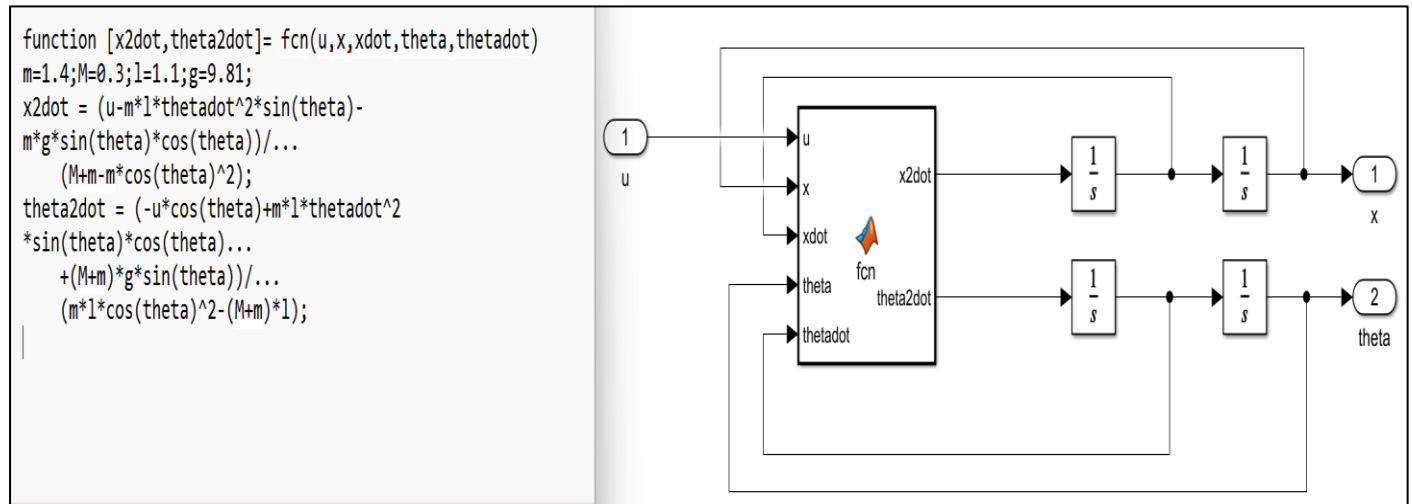 function [x2dot,theta2dot]= fcn(u,x,xdot,theta,thetadot)
m=1.4;M=0.3;l=1.1;g=9.81;
x2dot = (u-m*l*thetadot^2*sin(theta)-
m*g*sin(theta)*cos(theta))/...
(M+m-m*cos(theta)^2);
theta2dot = (-u*cos(theta)+m*l*thetadot^2
*sin(theta)*cos(theta)...
+(M+m)*g*sin(theta))/...
(m*l*cos(theta)^2-(M+m)*l);
1
u
u
x
xdot
theta
thetadot
fcn
x2dot
theta2dot
1
s
1
s
1
x
1
s
1
s
2
theta